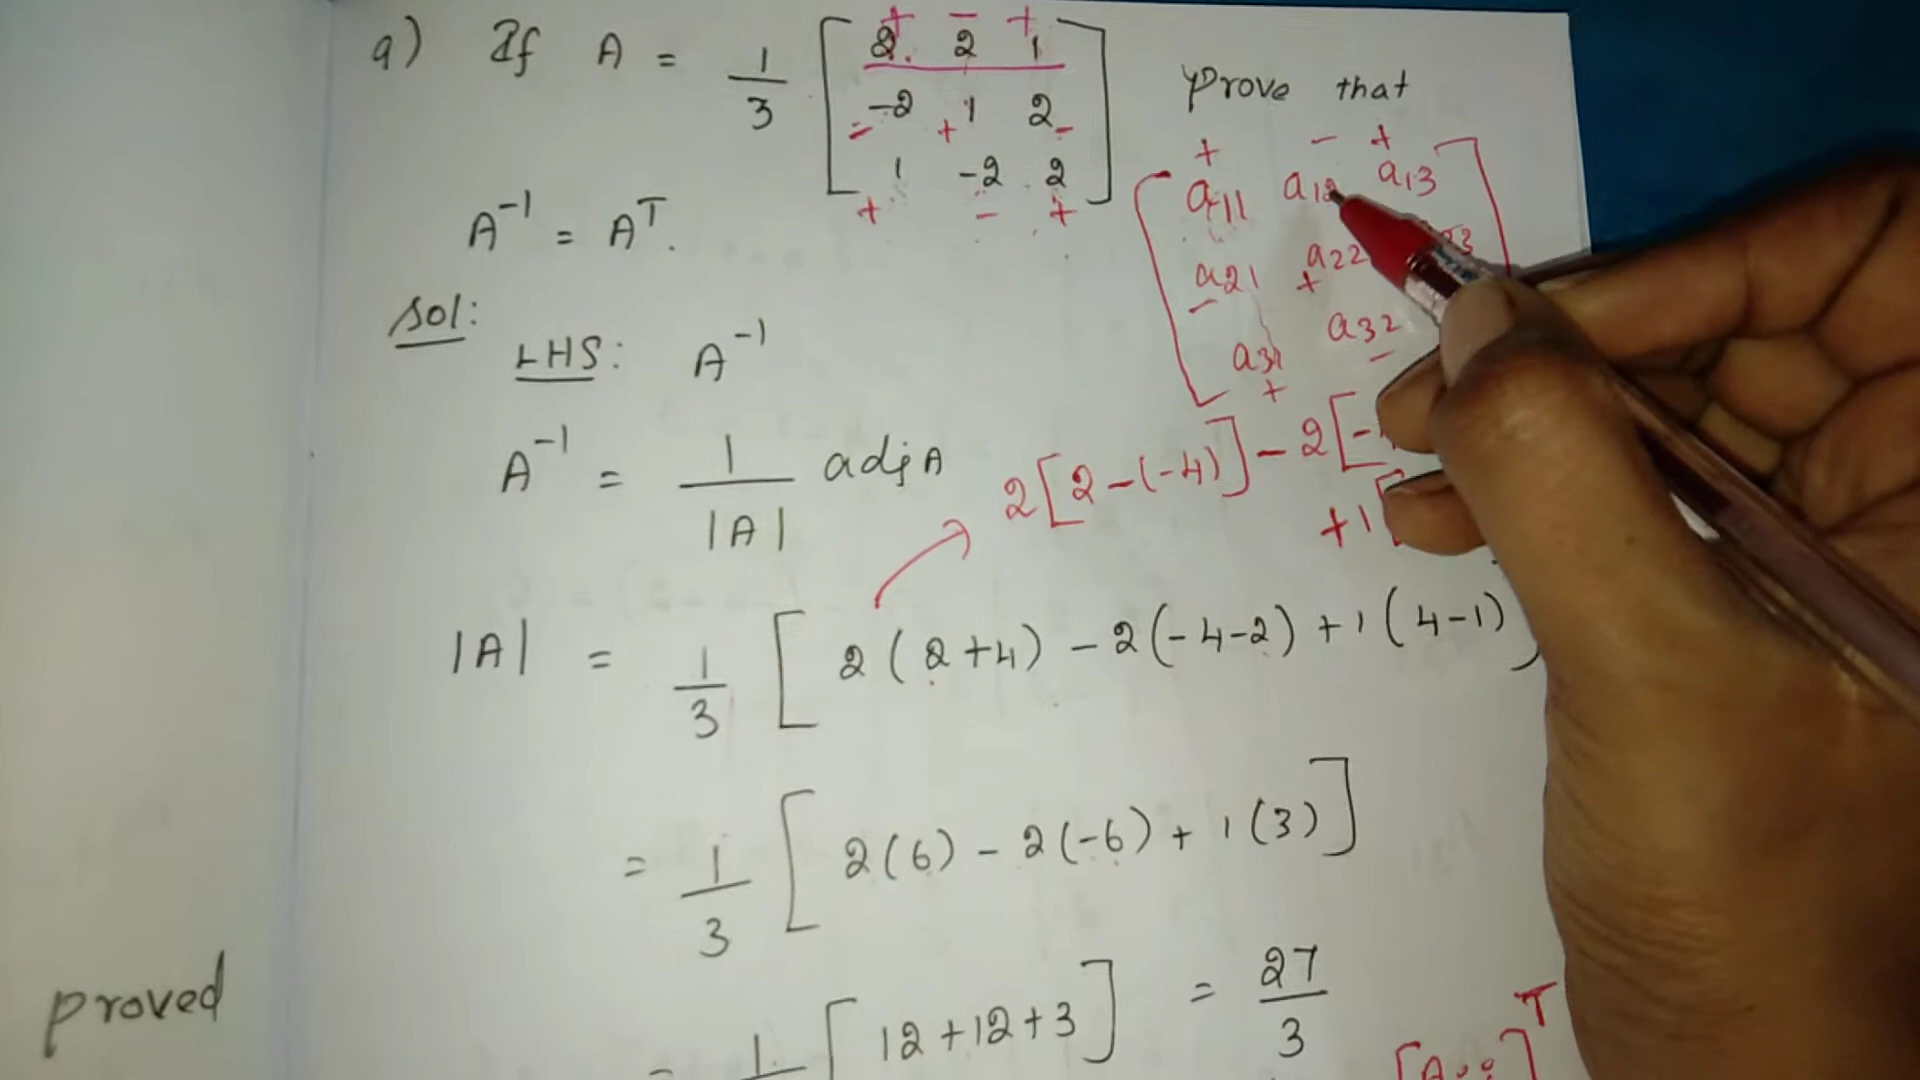 a) If A = 1/3 [ 2 2 1
-2 1 2
1 -2 2 ] prove that
+ - +
= + -
+ - +
A⁻¹ = Aᵀ.
+ - +
a11 a12 a13
a21 a22
- +
a31 a32
+ -
Sol:
LHS: A⁻¹
A⁻¹ = 1/|A| adj A
2[2-(-4)] - 2[-
+1[
|A| = 1/3 [ 2(2+4) - 2(-4-2) + 1(4-1) ]
= 1/3 [ 2(6) - 2(-6) + 1(3) ]
= 1 [ 12+12+3 ] = 27/3
proved
T